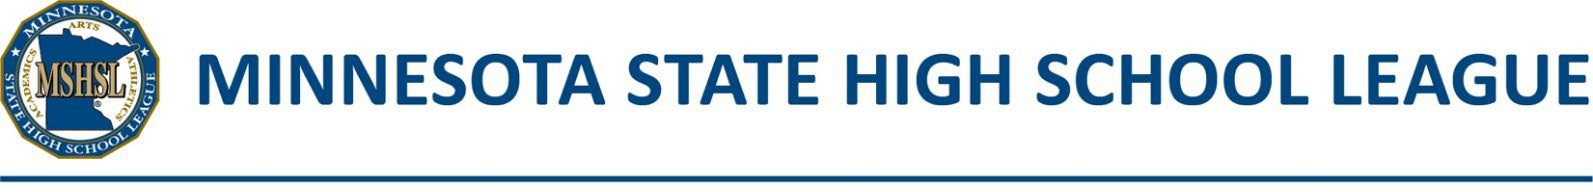 MINNESOTA
ARTS
ACADEMICS
ATHLETICS
MSHSL
®
STATE HIGH SCHOOL LEAGUE
MINNESOTA STATE HIGH SCHOOL LEAGUE